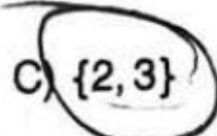 C) {2, 3}